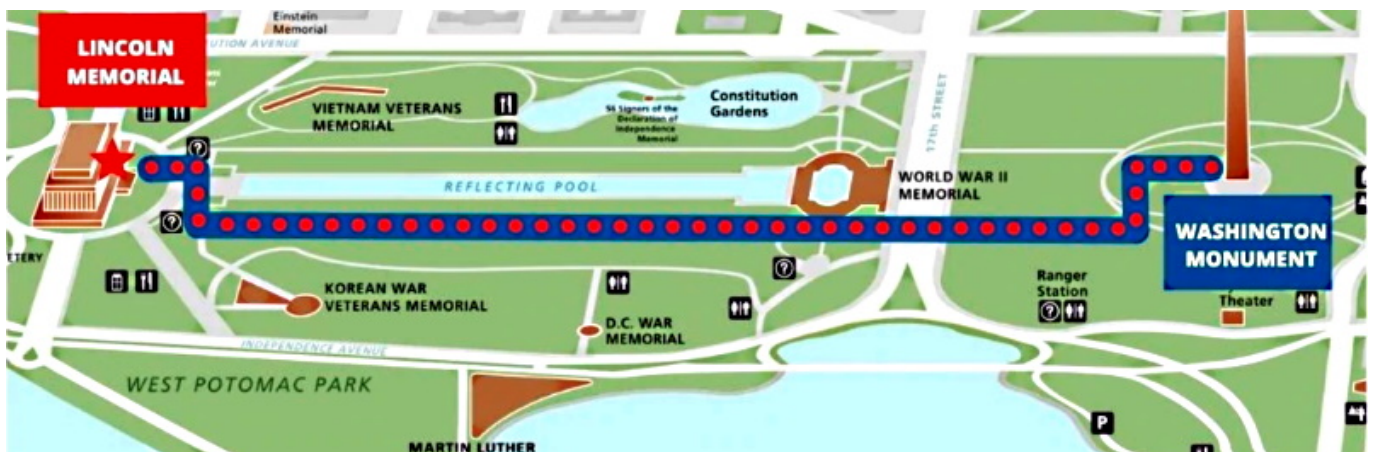 Einstein
Memorial
LINCOLN
MEMORIAL
UTION AVENUE
VIETNAM VETERANS
MEMORIAL
56 Signers of the
Declaration of
Independence
Memorial
Constitution
Gardens
17th STREET
?
REFLECTING POOL
WORLD WAR II
MEMORIAL
?
WASHINGTON
MONUMENT
ETERY
?
KOREAN WAR
VETERANS MEMORIAL
Ranger
Station
?
Theater
D.C. WAR
MEMORIAL
INDEPENDENCE AVENUE
WEST POTOMAC PARK
P
MARTIN LUTHER